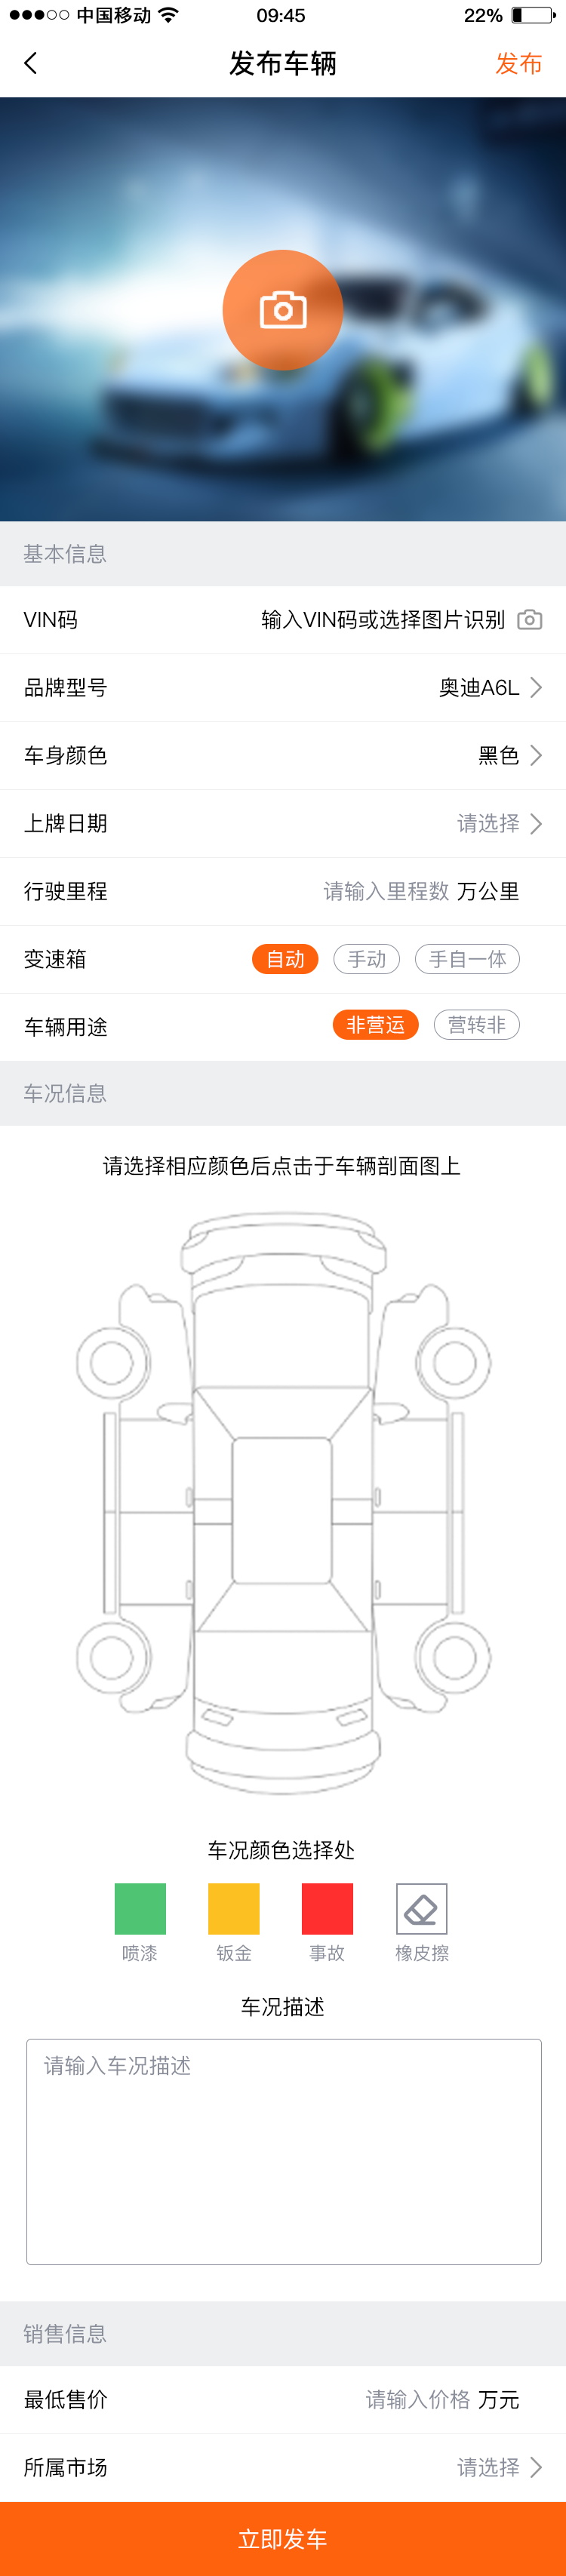 中国移动 09:45 22%
发布车辆 发布
基本信息
VIN码 输入VIN码或选择图片识别
品牌型号 奥迪A6L
车身颜色 黑色
上牌日期 请选择
行驶里程 请输入里程数 万公里
变速箱 自动 手动 手自一体
车辆用途 非营运 营转非
车况信息
请选择相应颜色后点击于车辆剖面图上
车况颜色选择处
喷漆 钣金 事故 橡皮擦
车况描述
请输入车况描述
销售信息
最低售价 请输入价格 万元
所属市场 请选择
立即发车